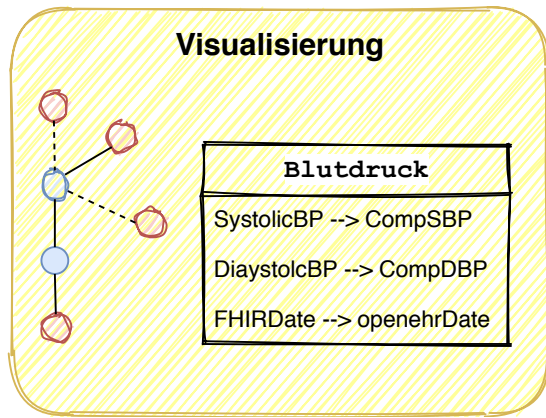 Visualisierung
Blutdruck
SystolicBP --> CompSBP
DiaystolcBP --> CompDBP
FHIRDate --> openehrDate